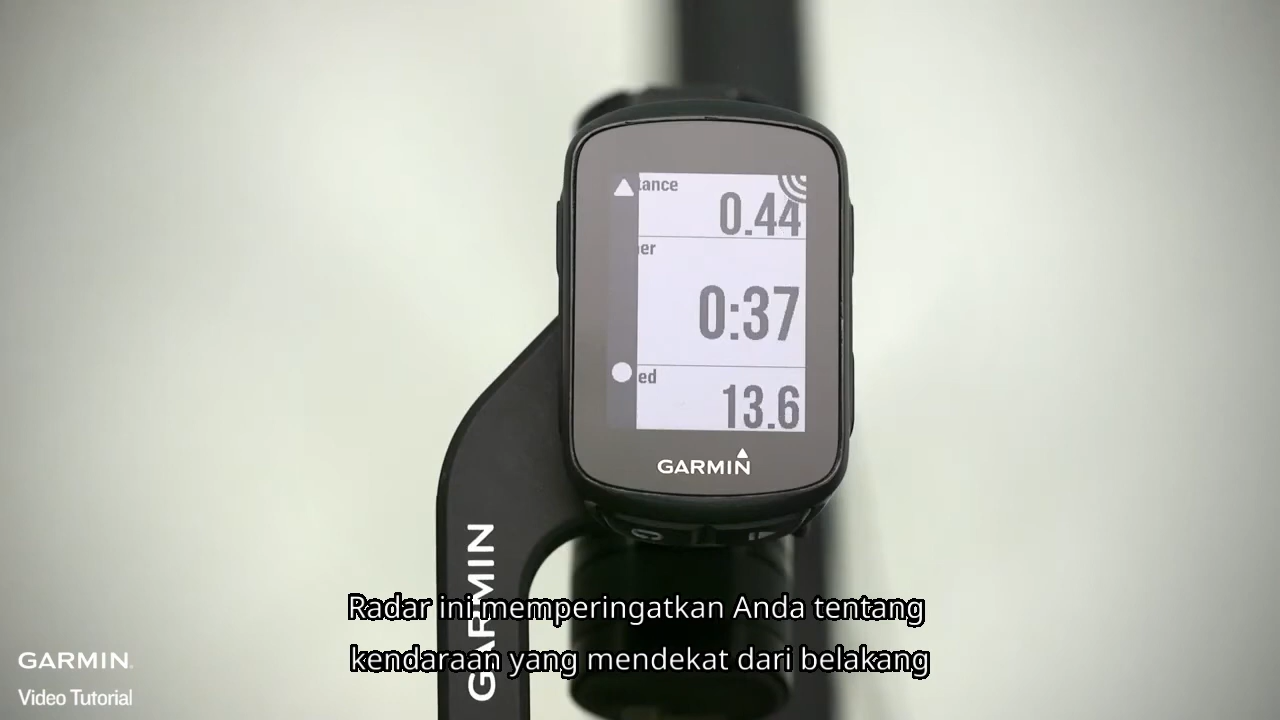 tance
0.44
er
0:37
ed
13.6
GARMIN
GARMIN
Radar ini memperingatkan Anda tentang
kendaraan yang mendekat dari belakang
GARMIN.
Video Tutorial